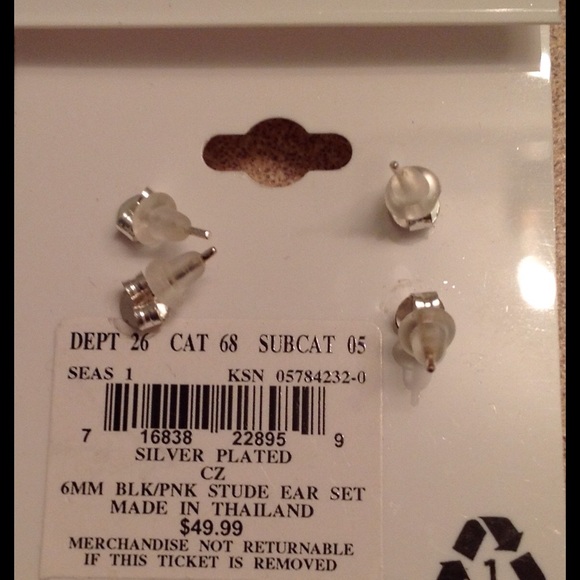 DEPT 26 CAT 68 SUBCAT 05
SEAS 1 KSN 05784232-0
7 16838 22895 9
SILVER PLATED
CZ
6MM BLK/PNK STUDE EAR SET
MADE IN THAILAND
$49.99
MERCHANDISE NOT RETURNABLE
IF THIS TICKET IS REMOVED
1